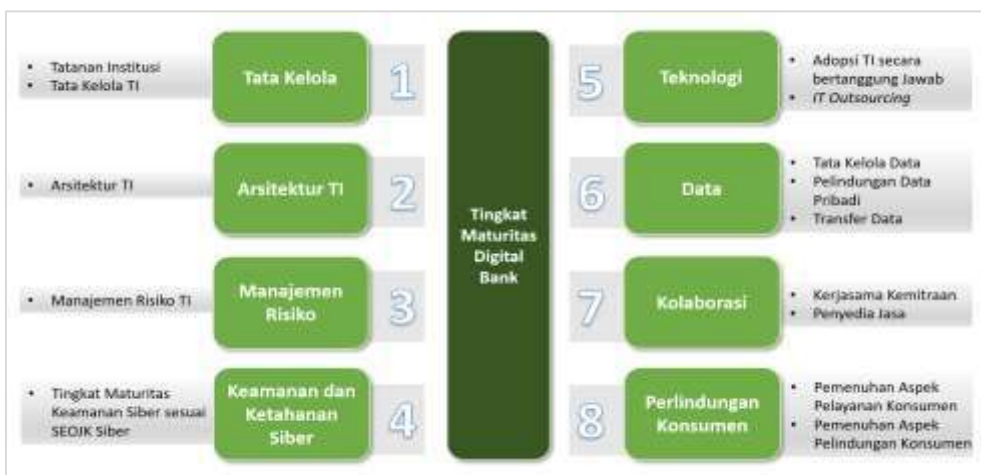 • Tatanan Institusi
• Tata Kelola TI
Tata Kelola
1
• Arsitektur TI
Arsitektur TI
2
• Manajemen Risiko TI
Manajemen
Risiko
3
• Tingkat Maturitas
Keamanan Siber sesuai
SEOJK Siber
Keamanan dan
Ketahanan
Siber
4
Tingkat
Maturitas
Digital
Bank
5
Teknologi
• Adopsi TI secara
bertanggung Jawab
• IT Outsourcing
6
Data
• Tata Kelola Data
• Pelindungan Data
Pribadi
• Transfer Data
7
Kolaborasi
• Kerjasama Kemitraan
• Penyedia Jasa
8
Perlindungan
Konsumen
• Pemenuhan Aspek
Pelayanan Konsumen
• Pemenuhan Aspek
Pelindungan Konsumen